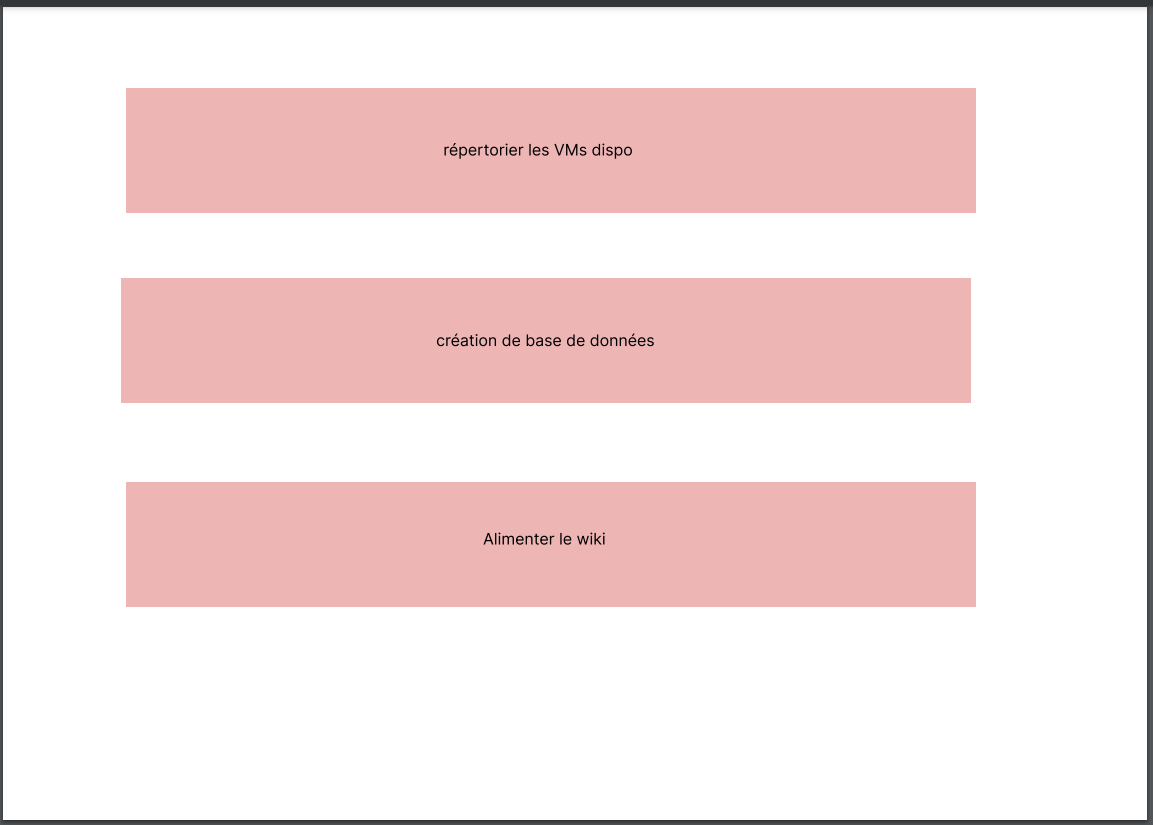 répertorier les VMs dispo
création de base de données
Alimenter le wiki